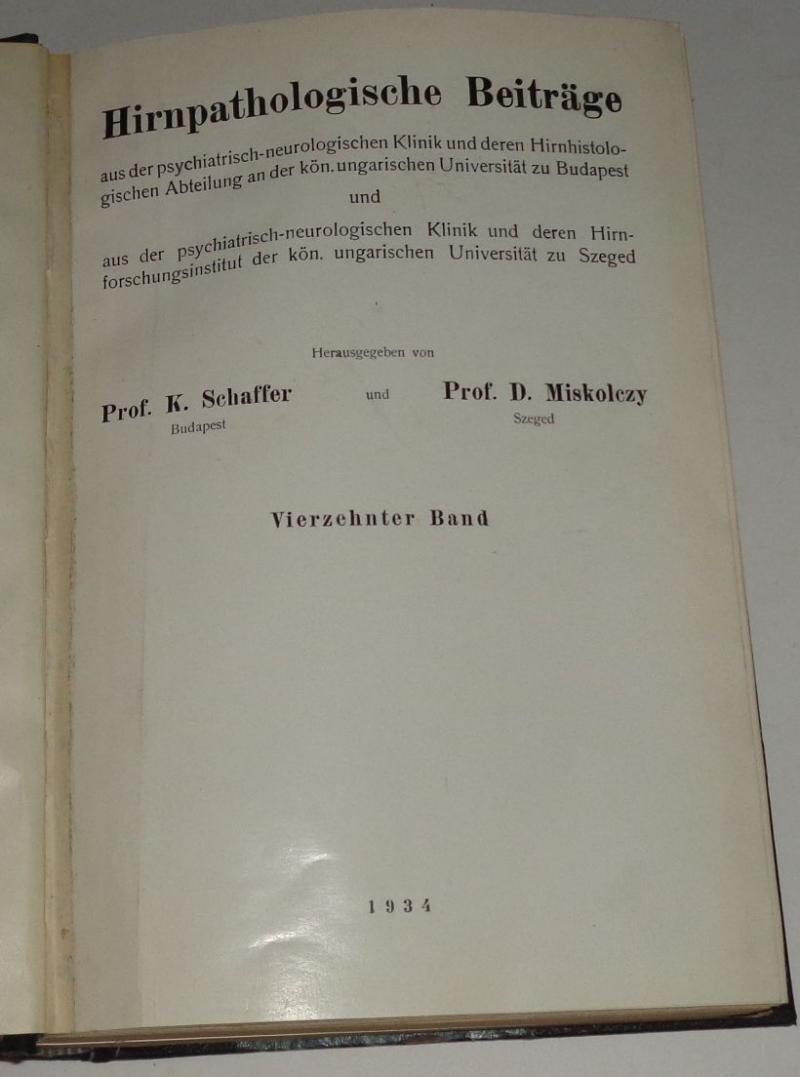 Hirnpathologische Beiträge
aus der psychiatrisch-neurologischen Klinik und deren Hirnhistolo-
gischen Abteilung an der kön. ungarischen Universität zu Budapest
und
aus der psychiatrisch-neurologischen Klinik und deren Hirn-
forschungsinstitut der kön. ungarischen Universität zu Szeged
Herausgegeben von
Prof. K. Schaffer und Prof. D. Miskolczy
Budapest Szeged
Vierzehnter Band
1934